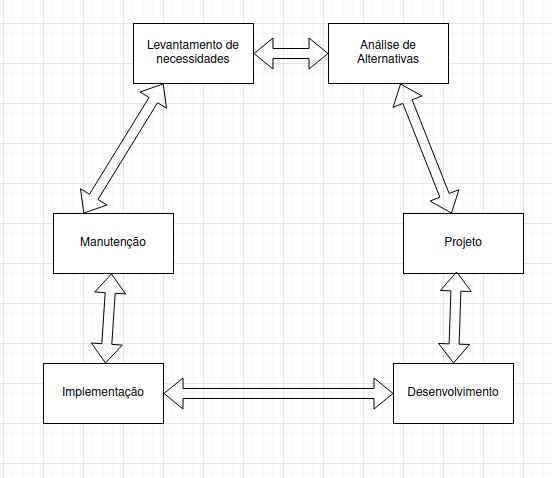 Levantamento de
necessidades
Análise de
Alternativas
Manutenção
Projeto
Implementação
Desenvolvimento